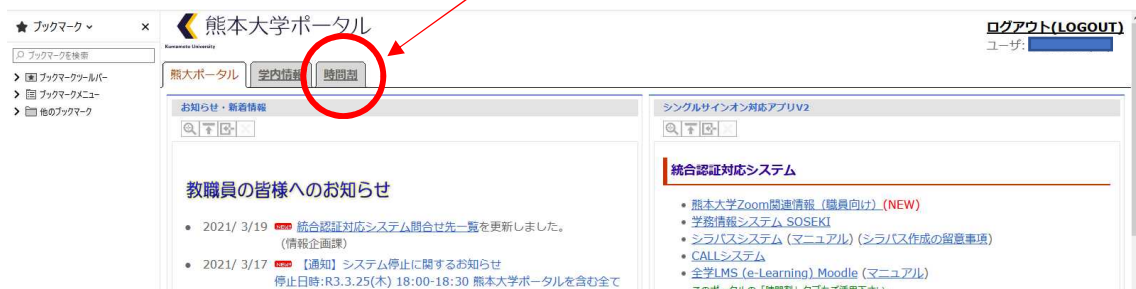 ブックマーク
ブックマークを検索
ブックマークツールバー
ブックマークメニュー
他のブックマーク
熊本大学ポータル
Kumamoto University
ログアウト(LOGOUT)
ユーザ:
熊大ポータル 学内情報 時間割
お知らせ・新着情報
教職員の皆様へのお知らせ
2021/ 3/19 NEWS 統合認証対応システム問合せ先一覧を更新しました。
(情報企画課)
2021/ 3/17 NEWS 【通知】システム停止に関するお知らせ
停止日時:R3.3.25(木) 18:00-18:30 熊本大学ポータルを含む全て
シングルサインオン対応アプリV2
統合認証対応システム
熊本大学Zoom関連情報(職員向け) (NEW)
学務情報システム SOSEKI
シラバスシステム (マニュアル) (シラバス作成の留意事項)
CALLシステム
全学LMS (e-Learning) Moodle (マニュアル)